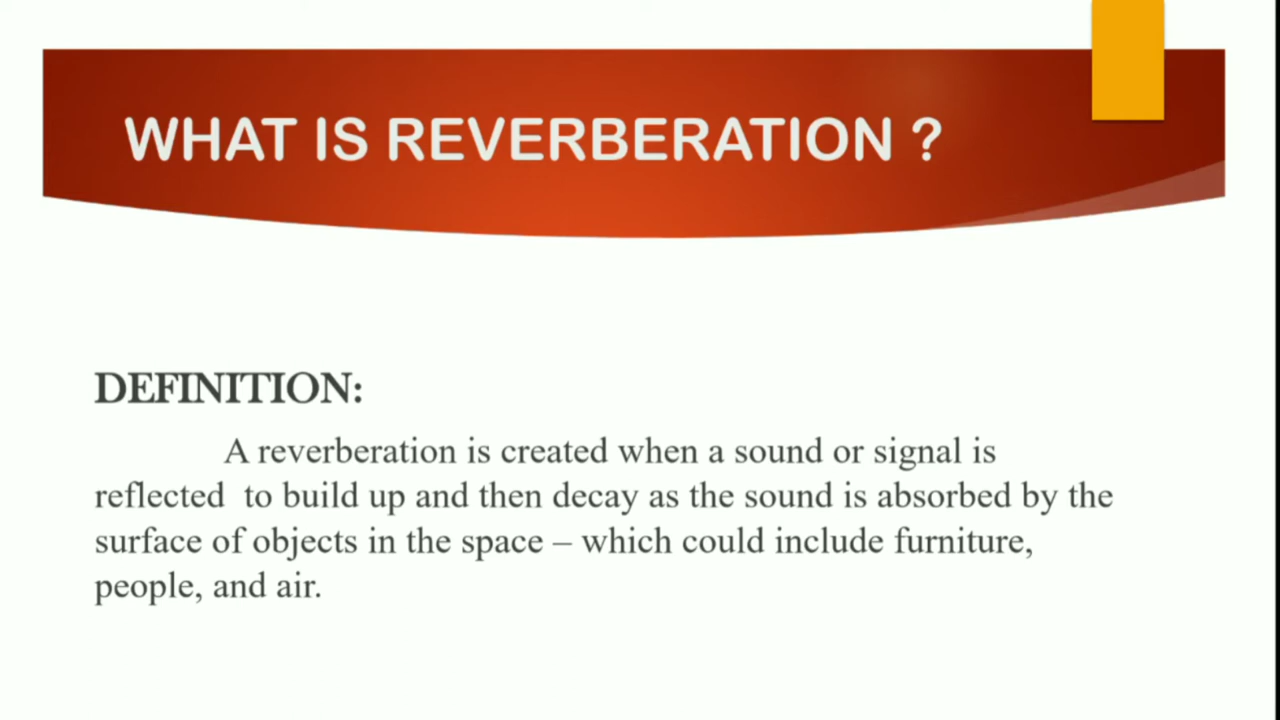 WHAT IS REVERBERATION ?
DEFINITION:
A reverberation is created when a sound or signal is
reflected  to build up and then decay as the sound is absorbed by the
surface of objects in the space – which could include furniture,
people, and air.